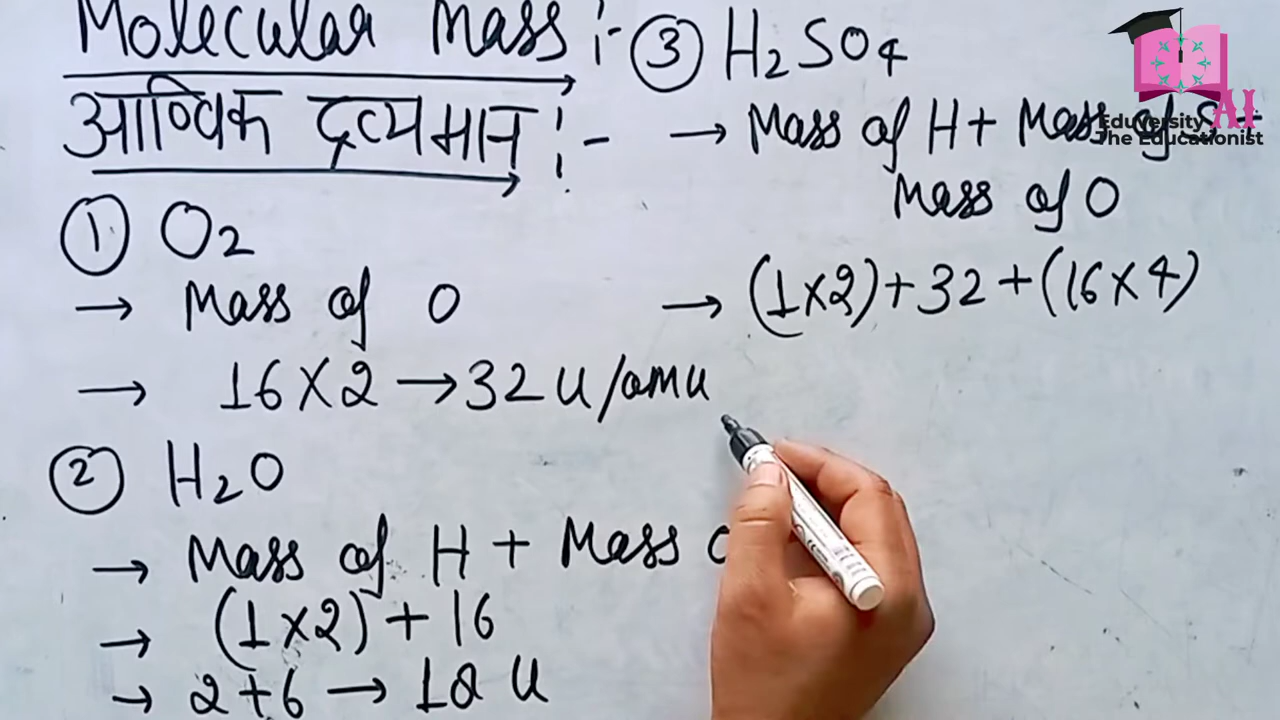 Molecular Mass :-
आण्विक द्रव्यमान :-
① O2
→ Mass of O
→ 16 X 2 → 32 u/amu
② H2O
→ Mass of H + Mass
→ (1 x 2) + 16
→ 2 + 6 → 18 u
③ H2SO4
→ Mass of H + Mass of S +
Mass of O
→ (1 x 2) + 32 + (16 x 4)
AI
Eduversity
The Educationist